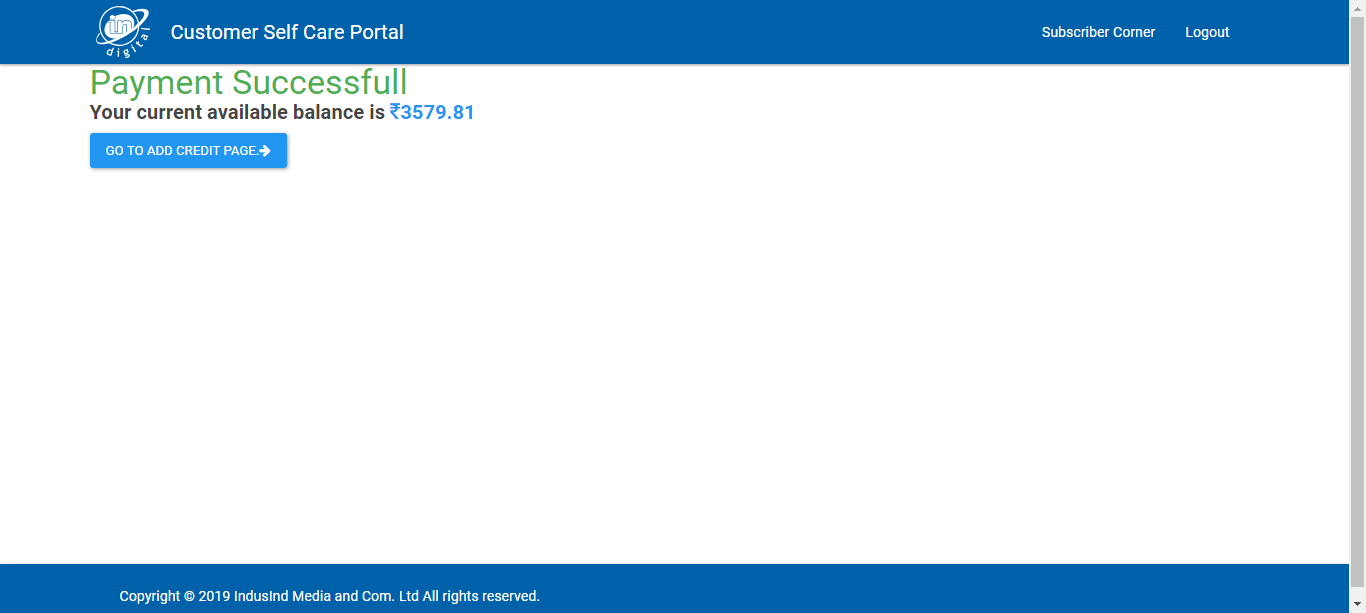 in
digital
Customer Self Care Portal
Subscriber Corner
Logout
Payment Successfull
Your current available balance is ₹3579.81
GO TO ADD CREDIT PAGE.
Copyright © 2019 IndusInd Media and Com. Ltd All rights reserved.